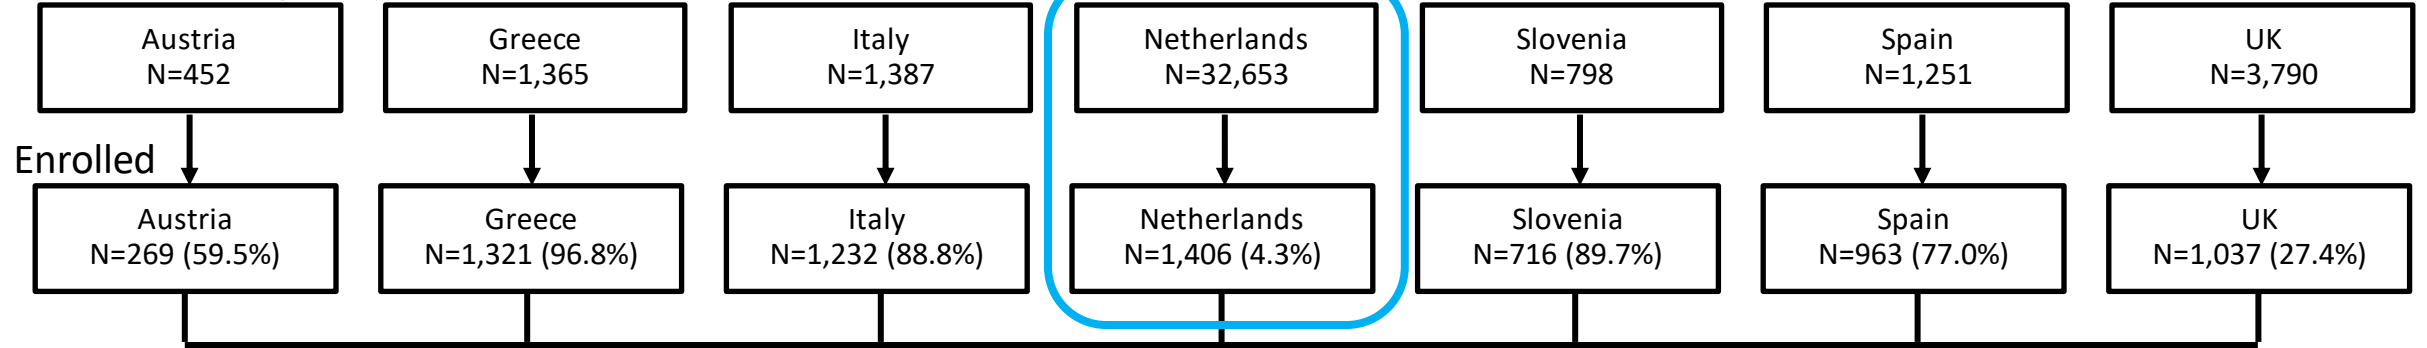 Austria
N=452
Greece
N=1,365
Italy
N=1,387
Netherlands
N=32,653
Slovenia
N=798
Spain
N=1,251
UK
N=3,790
Enrolled
Austria
N=269 (59.5%)
Greece
N=1,321 (96.8%)
Italy
N=1,232 (88.8%)
Netherlands
N=1,406 (4.3%)
Slovenia
N=716 (89.7%)
Spain
N=963 (77.0%)
UK
N=1,037 (27.4%)